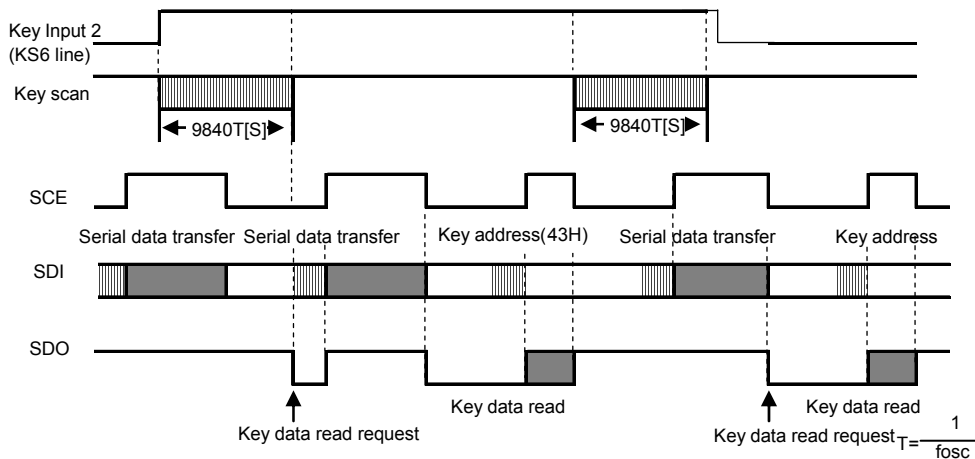 Key Input 2
(KS6 line)
Key scan
9840T[S]
9840T[S]
SCE
Serial data transfer
Serial data transfer
Key address(43H)
Serial data transfer
Key address
SDI
SDO
Key data read
Key data read
Key data read request
Key data read request
T=
1
fosc